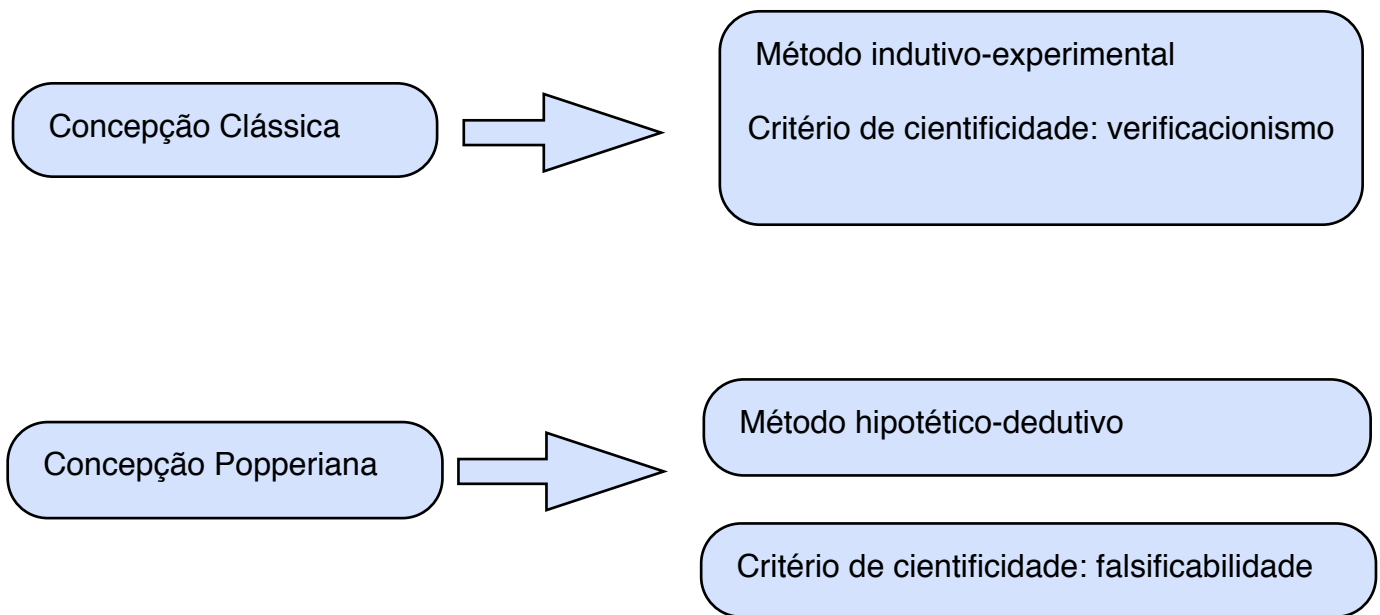 Concepção Clássica
Método indutivo-experimental
Critério de cientificidade: verificacionismo
Concepção Popperiana
Método hipotético-dedutivo
Critério de cientificidade: falsificabilidade